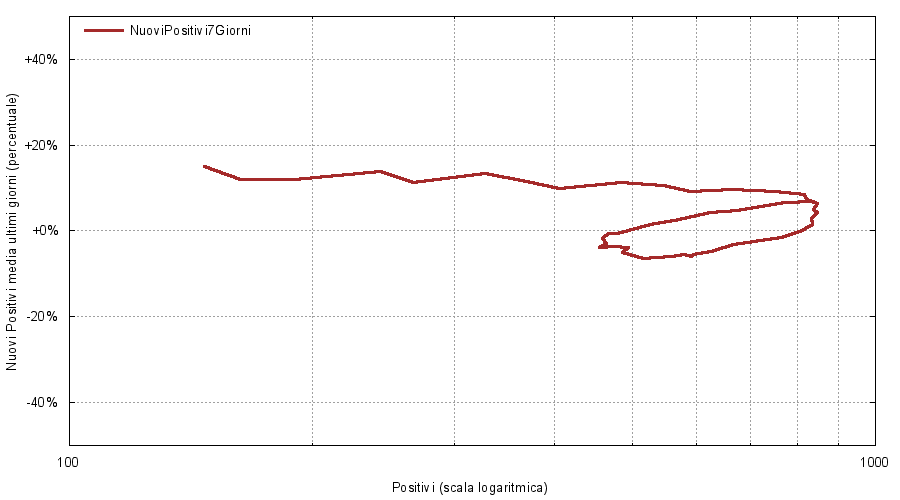 NuoviPositivi7Giorni
+40%
+20%
+0%
-20%
-40%
Nuovi Positivi media ultimi giorni (percentuale)
100
1000
Positivi (scala logaritmica)